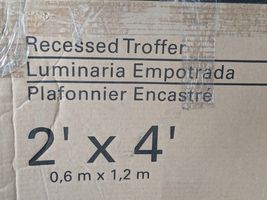 Recessed Troffer
Luminaria Empotrada
Plafonnier Encastré
2' x 4'
0,6 m x 1,2 m